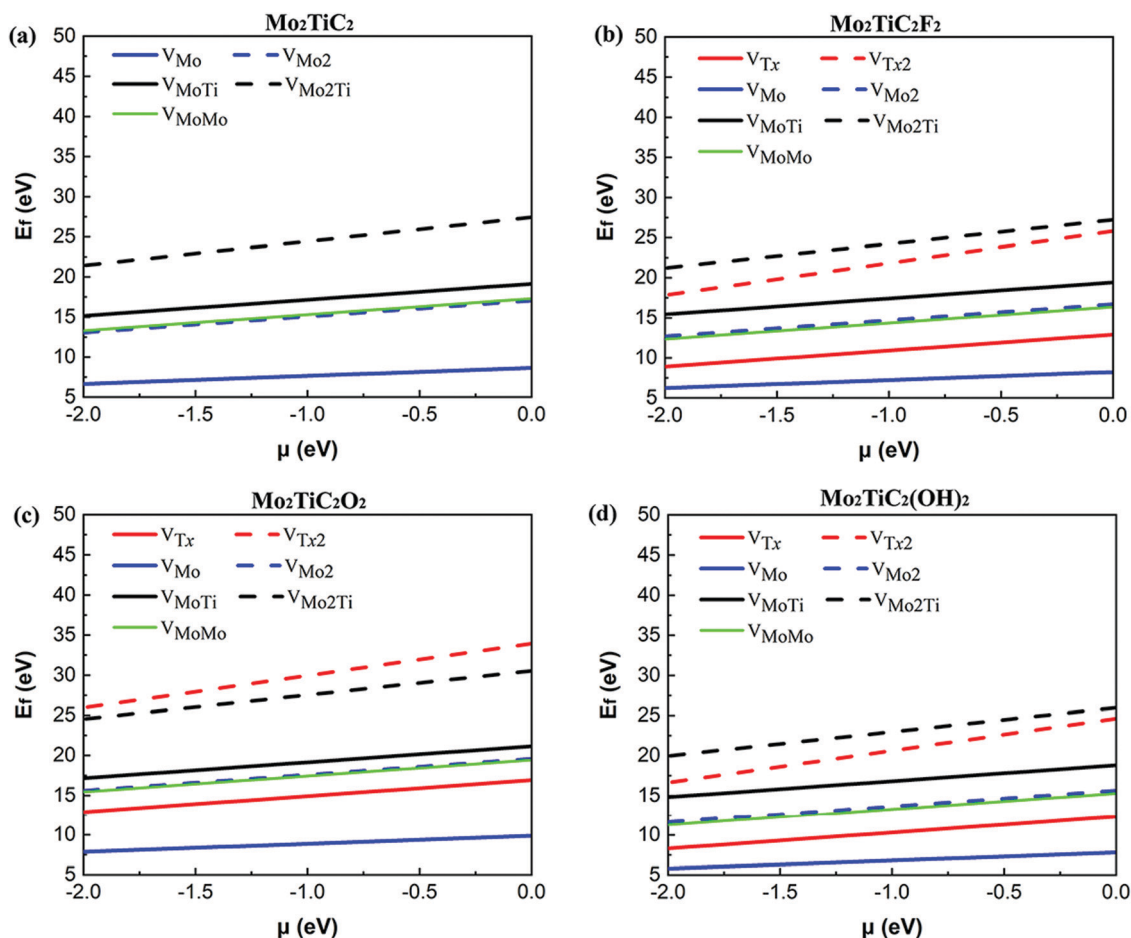 (a) Mo₂TiC₂
50
45
40
35
30
25
20
15
10
5
Ef (eV)
V_Mo V_Mo2
V_MoTi V_Mo2Ti
V_MoMo
-2.0 -1.5 -1.0 -0.5 0.0
μ (eV)
(b) Mo₂TiC₂F₂
50
45
40
35
30
25
20
15
10
5
Ef (eV)
V_Tx V_Tx2
V_Mo V_Mo2
V_MoTi V_Mo2Ti
V_MoMo
-2.0 -1.5 -1.0 -0.5 0.0
μ (eV)
(c) Mo₂TiC₂O₂
50
45
40
35
30
25
20
15
10
5
Ef (eV)
V_Tx V_Tx2
V_Mo V_Mo2
V_MoTi V_Mo2Ti
V_MoMo
-2.0 -1.5 -1.0 -0.5 0.0
μ (eV)
(d) Mo₂TiC₂(OH)₂
50
45
40
35
30
25
20
15
10
5
Ef (eV)
V_Tx V_Tx2
V_Mo V_Mo2
V_MoTi V_Mo2Ti
V_MoMo
-2.0 -1.5 -1.0 -0.5 0.0
μ (eV)